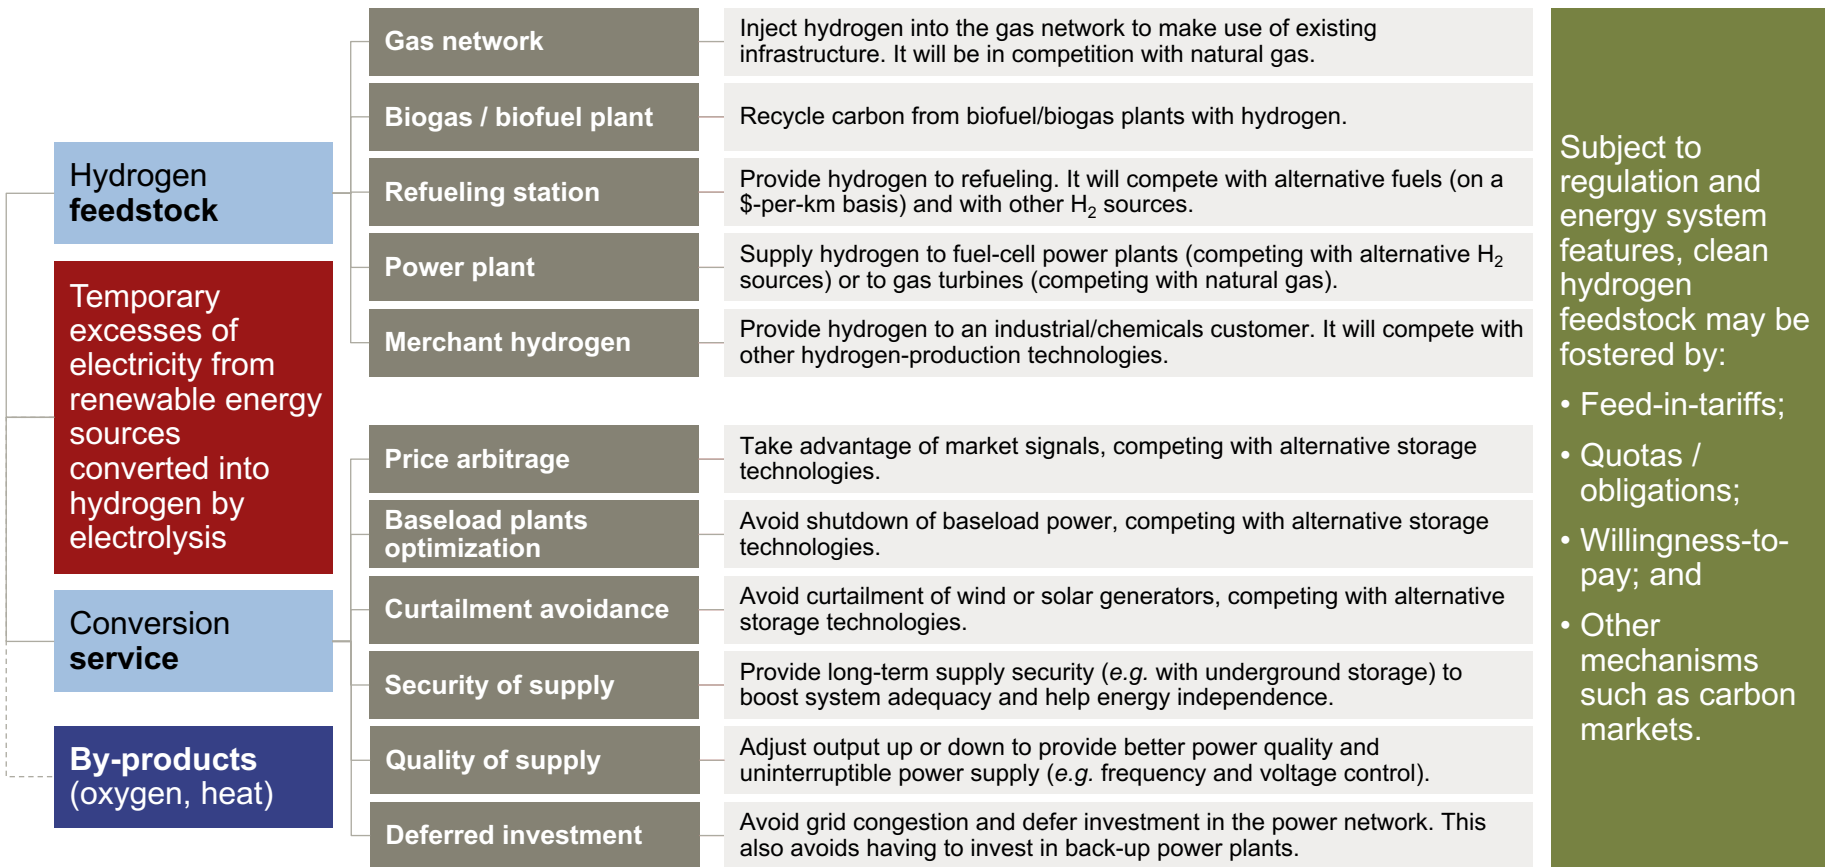 Hydrogen
feedstock
Temporary
excesses of
electricity from
renewable energy
sources
converted into
hydrogen by
electrolysis
Conversion
service
By-products
(oxygen, heat)
Gas network
Inject hydrogen into the gas network to make use of existing
infrastructure. It will be in competition with natural gas.
Biogas / biofuel plant
Recycle carbon from biofuel/biogas plants with hydrogen.
Refueling station
Provide hydrogen to refueling. It will compete with alternative fuels (on a
$-per-km basis) and with other H₂ sources.
Power plant
Supply hydrogen to fuel-cell power plants (competing with alternative H₂
sources) or to gas turbines (competing with natural gas).
Merchant hydrogen
Provide hydrogen to an industrial/chemicals customer. It will compete with
other hydrogen-production technologies.
Price arbitrage
Take advantage of market signals, competing with alternative storage
technologies.
Baseload plants
optimization
Avoid shutdown of baseload power, competing with alternative storage
technologies.
Curtailment avoidance
Avoid curtailment of wind or solar generators, competing with alternative
storage technologies.
Security of supply
Provide long-term supply security (e.g. with underground storage) to
boost system adequacy and help energy independence.
Quality of supply
Adjust output up or down to provide better power quality and
uninterruptible power supply (e.g. frequency and voltage control).
Deferred investment
Avoid grid congestion and defer investment in the power network. This
also avoids having to invest in back-up power plants.
Subject to
regulation and
energy system
features, clean
hydrogen
feedstock may be
fostered by:
• Feed-in-tariffs;
• Quotas /
obligations;
• Willingness-to-
pay; and
• Other
mechanisms
such as carbon
markets.